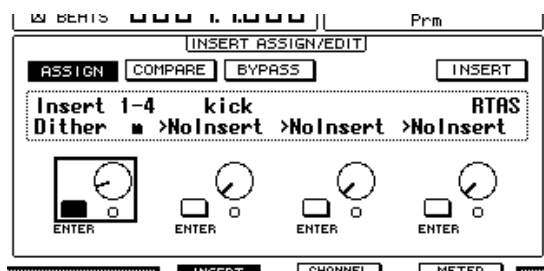 BEATS Prm
INSERT ASSIGN/EDIT
ASSIGN COMPARE BYPASS INSERT
Insert 1-4 kick RTAS
Dither m >NoInsert >NoInsert >NoInsert
ENTER ENTER ENTER ENTER
INSERT CHANNEL METER